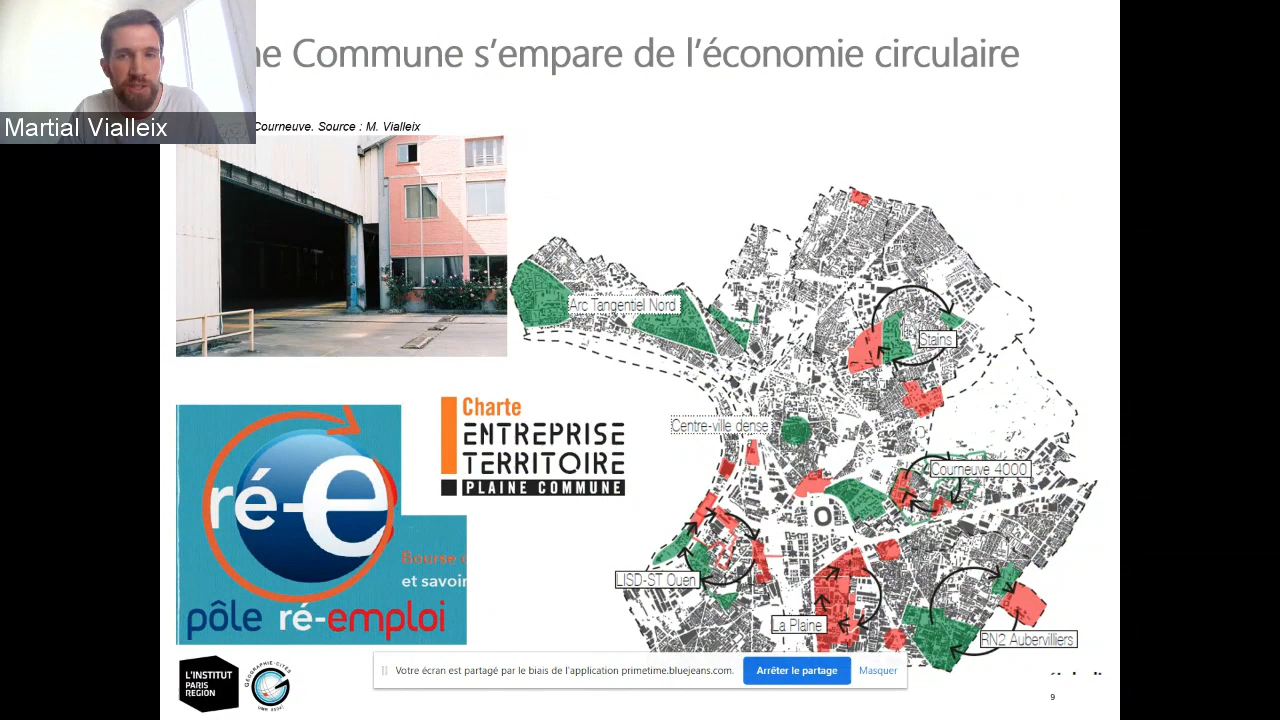 ne Commune s'empare de l'économie circulaire
Martial Vialleix
Courneuve. Source : M. Vialleix
Arc Tangentiel Nord
Stains
Centre-ville dense
Courneuve 4000
Charte
ENTREPRISE
TERRITOIRE
PLAINE COMMUNE
ré-e
Bourse
et savoir
pôle ré-emploi
LISD-ST Ouen
La Plaine
RN2 Aubervilliers
L'INSTITUT
PARIS
REGION
GÉOGRAPHIE-CITÉS
Votre écran est partagé par le biais de l'application primetime.bluejeans.com.
Arrêter le partage
Masquer
9